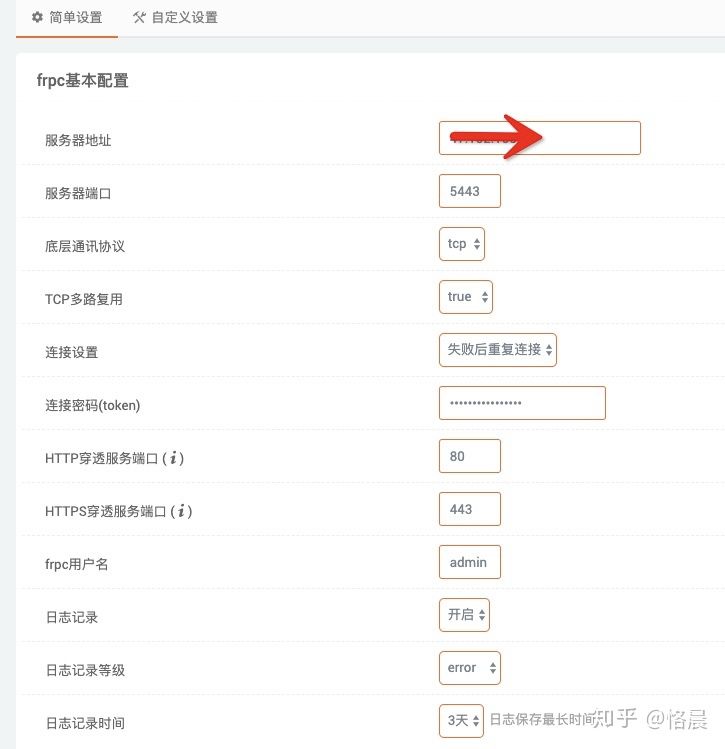 简单设置 自定义设置
frpc基本配置
服务器地址
服务器端口 5443
底层通讯协议 tcp
TCP多路复用 true
连接设置 失败后重复连接
连接密码(token) ················
HTTP穿透服务端口 ( i ) 80
HTTPS穿透服务端口 ( i ) 443
frpc用户名 admin
日志记录 开启
日志记录等级 error
日志记录时间 3天 日志保存最长时间
知乎 @恪晨